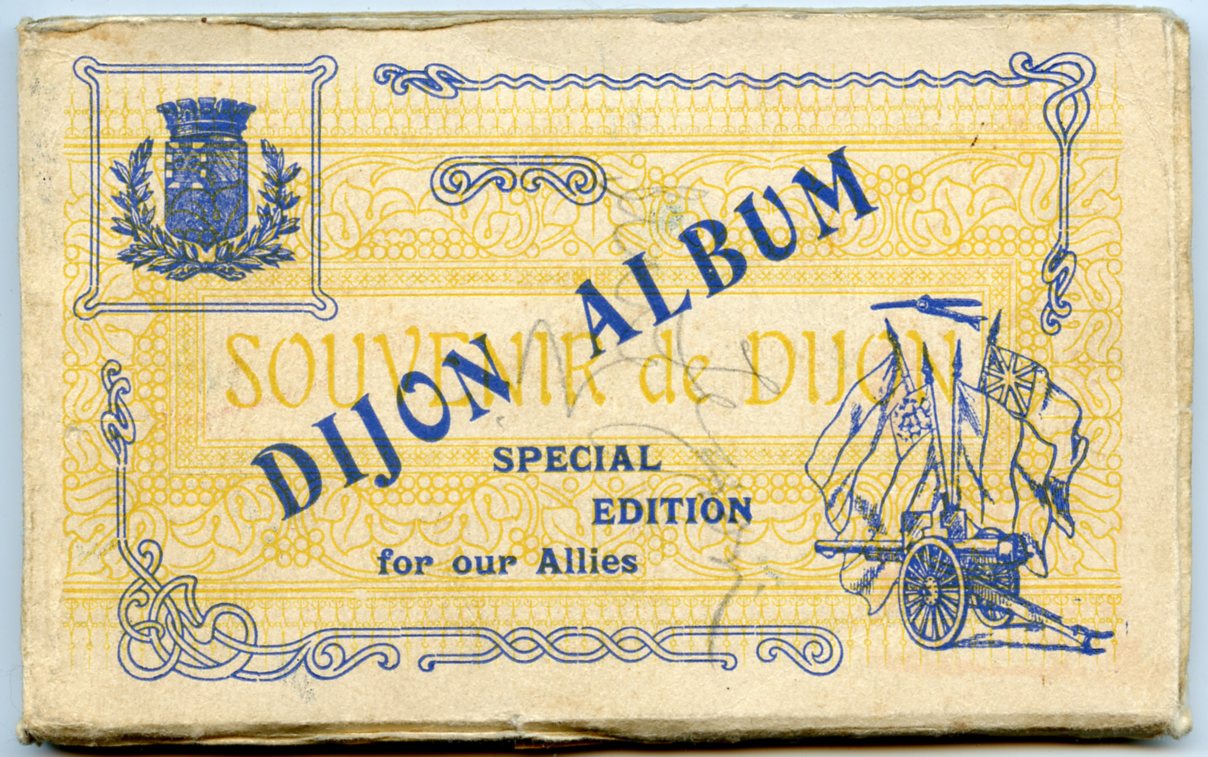 DIJON ALBUM
SOUVENIR de DIJON
SPECIAL
EDITION
for our Allies